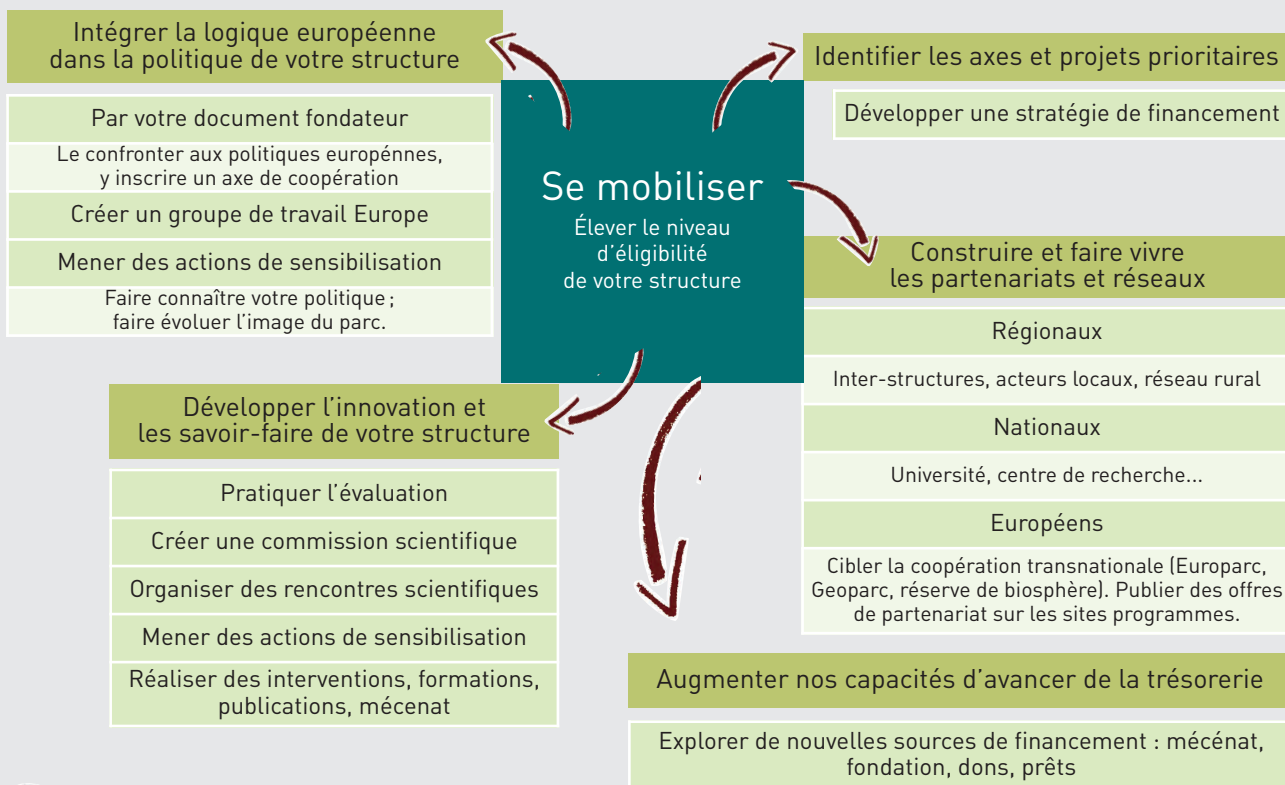 Intégrer la logique européenne
dans la politique de votre structure
Par votre document fondateur
Le confronter aux politiques europénnes,
y inscrire un axe de coopération
Créer un groupe de travail Europe
Mener des actions de sensibilisation
Faire connaître votre politique ;
faire évoluer l'image du parc.
Se mobiliser
Élever le niveau
d'éligibilité
de votre structure
Identifier les axes et projets prioritaires
Développer une stratégie de financement
Construire et faire vivre
les partenariats et réseaux
Régionaux
Inter-structures, acteurs locaux, réseau rural
Nationaux
Université, centre de recherche...
Européens
Cibler la coopération transnationale (Europarc,
Geoparc, réserve de biosphère). Publier des offres
de partenariat sur les sites programmes.
Développer l'innovation et
les savoir-faire de votre structure
Pratiquer l'évaluation
Créer une commission scientifique
Organiser des rencontres scientifiques
Mener des actions de sensibilisation
Réaliser des interventions, formations,
publications, mécenat
Augmenter nos capacités d'avancer de la trésorerie
Explorer de nouvelles sources de financement : mécénat,
fondation, dons, prêts